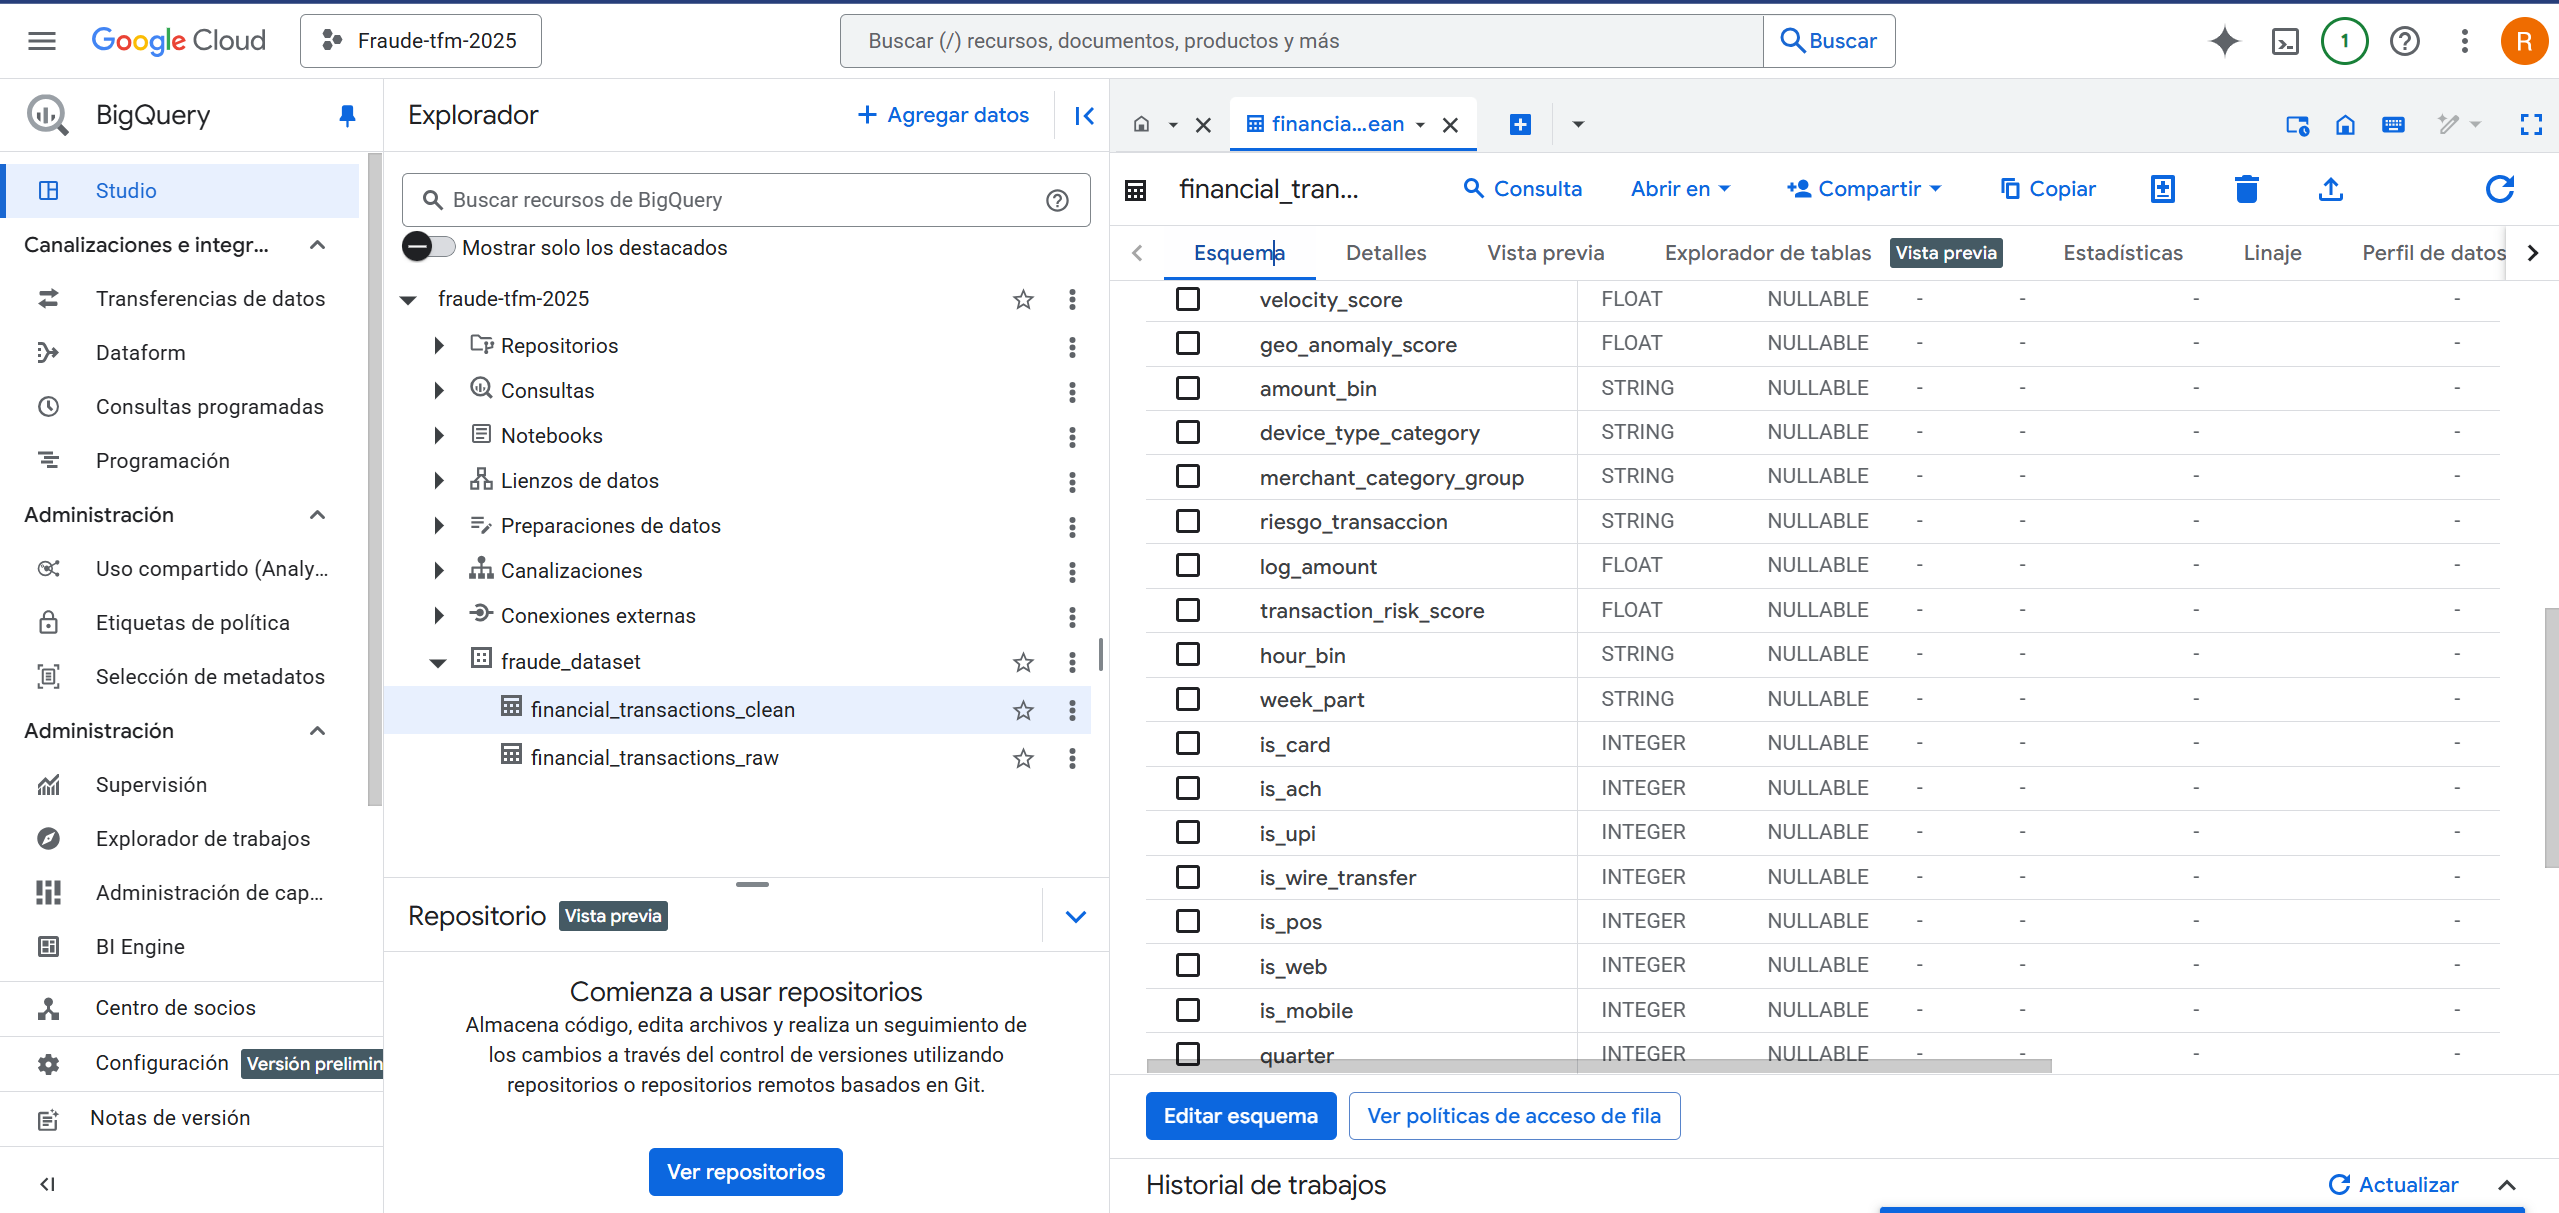 Google Cloud
Fraude-tfm-2025
Buscar (/) recursos, documentos, productos y más
Buscar
1
R
BigQuery
Studio
Canalizaciones e integr...
Transferencias de datos
Dataform
Consultas programadas
Programación
Administración
Uso compartido (Analy...
Etiquetas de política
Selección de metadatos
Administración
Supervisión
Explorador de trabajos
Administración de cap...
BI Engine
Centro de socios
Configuración Versión prelimin
Notas de versión
Explorador
Agregar datos
Buscar recursos de BigQuery
Mostrar solo los destacados
fraude-tfm-2025
Repositorios
Consultas
Notebooks
Lienzos de datos
Preparaciones de datos
Canalizaciones
Conexiones externas
fraude_dataset
financial_transactions_clean
financial_transactions_raw
Repositorio Vista previa
Comienza a usar repositorios
Almacena código, edita archivos y realiza un seguimiento de
los cambios a través del control de versiones utilizando
repositorios o repositorios remotos basados en Git.
Ver repositorios
financia...ean
financial_tran...
Consulta
Abrir en
Compartir
Copiar
Esquema Detalles Vista previa Explorador de tablas Vista previa Estadísticas Linaje Perfil de datos
velocity_score FLOAT NULLABLE - - - -
geo_anomaly_score FLOAT NULLABLE - - - -
amount_bin STRING NULLABLE - - - -
device_type_category STRING NULLABLE - - - -
merchant_category_group STRING NULLABLE - - - -
riesgo_transaccion STRING NULLABLE - - - -
log_amount FLOAT NULLABLE - - - -
transaction_risk_score FLOAT NULLABLE - - - -
hour_bin STRING NULLABLE - - - -
week_part STRING NULLABLE - - - -
is_card INTEGER NULLABLE - - - -
is_ach INTEGER NULLABLE - - - -
is_upi INTEGER NULLABLE - - - -
is_wire_transfer INTEGER NULLABLE - - - -
is_pos INTEGER NULLABLE - - - -
is_web INTEGER NULLABLE - - - -
is_mobile INTEGER NULLABLE - - - -
quarter INTEGER NULLABLE - - - -
Editar esquema
Ver políticas de acceso de fila
Historial de trabajos
Actualizar